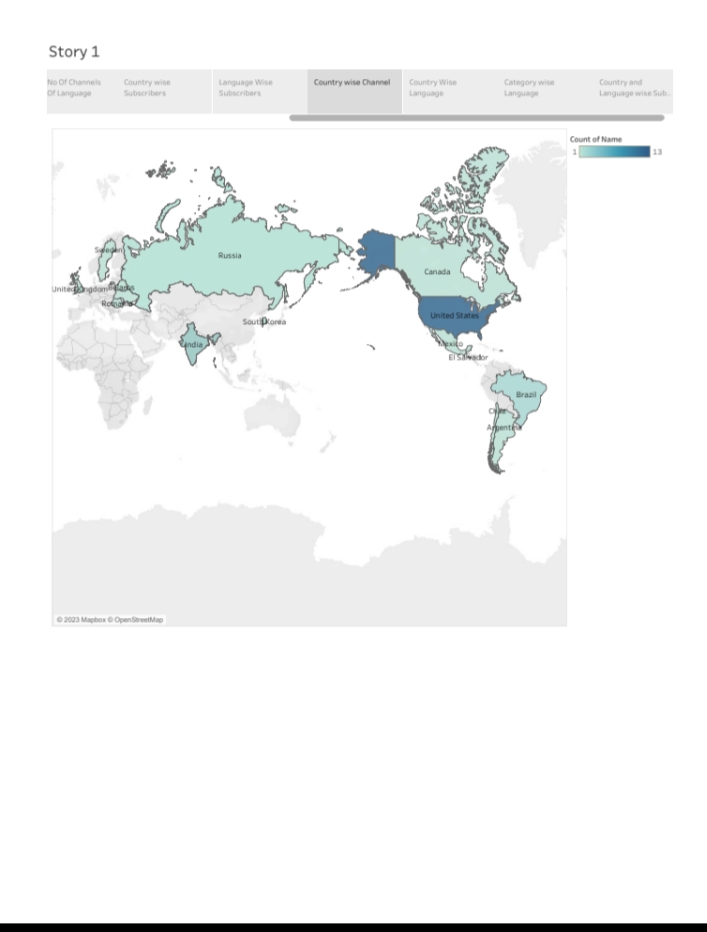 Story 1
No Of Channels
Of Language
Country wise
Subscribers
Language Wise
Subscribers
Country wise Channel
Country Wise
Language
Category wise
Language
Country and
Language wise Sub..
Count of Name
1
13
Sweden
Russia
Canada
United Kingdom
United States
South Korea
India
Mexico
El Salvador
Brazil
Chile
Argentina
© 2023 Mapbox © OpenStreetMap